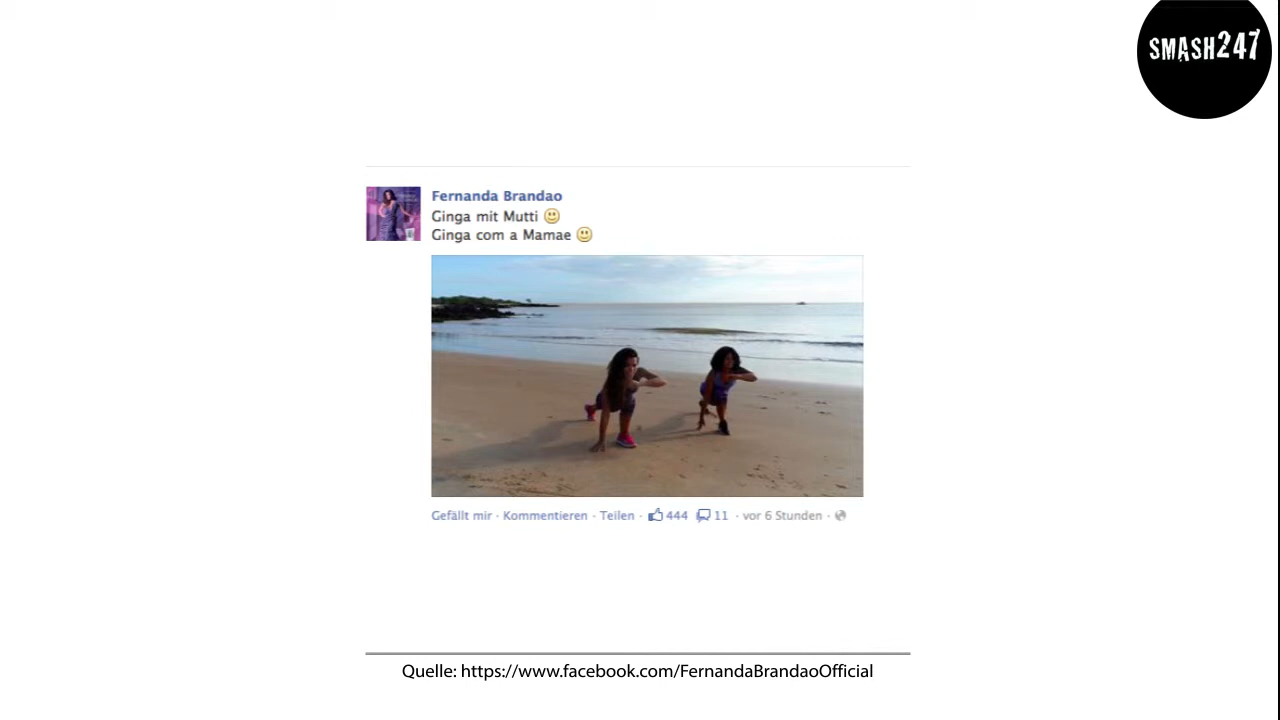 SMASH247
Fernanda Brandao
Ginga mit Mutti
Ginga com a Mamae
Gefällt mir · Kommentieren · Teilen · 444 11 · vor 6 Stunden ·
Quelle: https://www.facebook.com/FernandaBrandaoOfficial